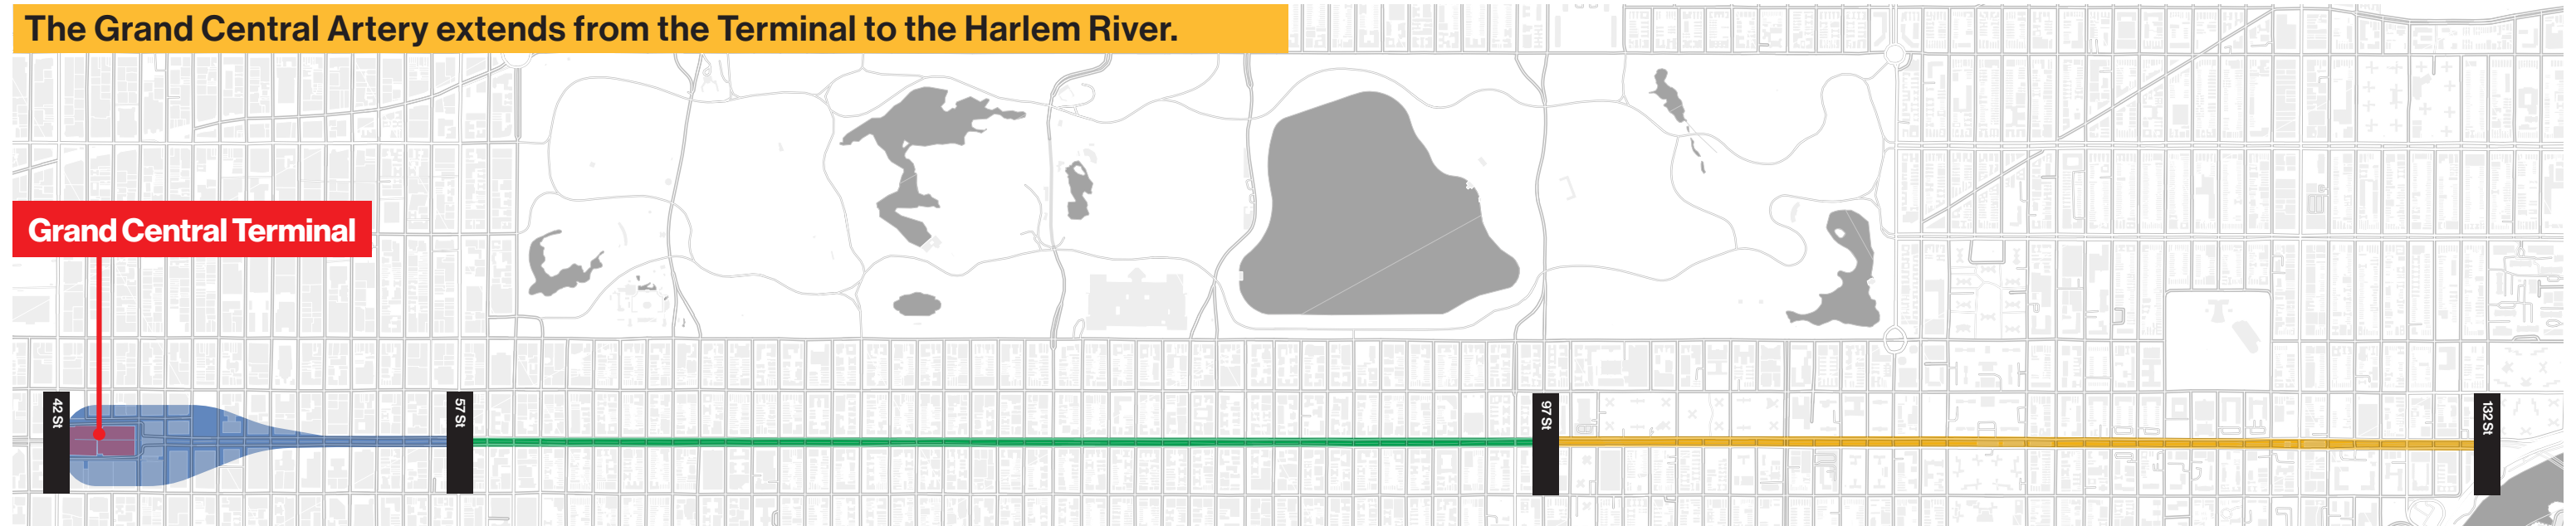 The Grand Central Artery extends from the Terminal to the Harlem River.
Grand Central Terminal
42 St
57 St
97 St
132 St